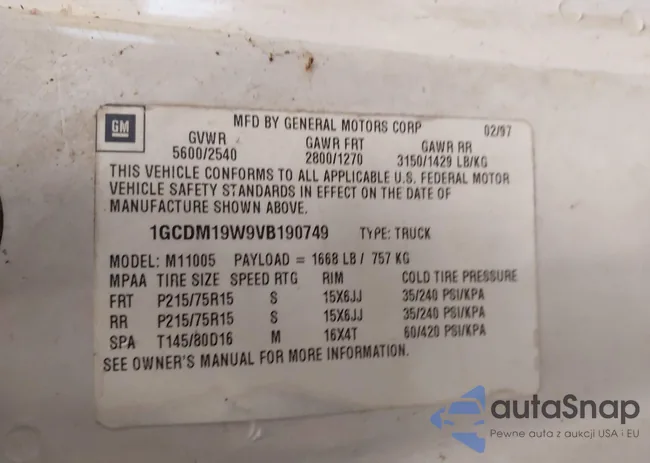 GM
MFD BY GENERAL MOTORS CORP 02/97
GVWR GAWR FRT GAWR RR
5600/2540 2800/1270 3150/1429 LB/KG
THIS VEHICLE CONFORMS TO ALL APPLICABLE U.S. FEDERAL MOTOR
VEHICLE SAFETY STANDARDS IN EFFECT ON THE DATE OF
MANUFACTURE SHOWN ABOVE.
1GCDM19W9VB190749 TYPE: TRUCK
MODEL: M11005 PAYLOAD = 1668 LB / 757 KG
MPAA TIRE SIZE SPEED RTG RIM COLD TIRE PRESSURE
FRT P215/75R15 S 15X6JJ 35/240 PSI/KPA
RR P215/75R15 S 15X6JJ 35/240 PSI/KPA
SPA T145/80D16 M 16X4T 60/420 PSI/KPA
SEE OWNER'S MANUAL FOR MORE INFORMATION.
autaSnap
Pewne auta z aukcji USA i EU